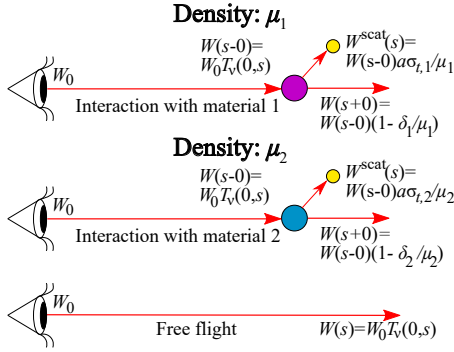 Density: μ₁
W(s-0)=
W₀Tᵥ(0,s)
Wˢᶜᵃᵗ(s)=
W(s-0)aσₜ,₁/μ₁
W₀
Interaction with material 1
W(s+0)=
W(s-0)(1- δ₁/μ₁)
Density: μ₂
W(s-0)=
W₀Tᵥ(0,s)
Wˢᶜᵃᵗ(s)=
W(s-0)aσₜ,₂/μ₂
W₀
Interaction with material 2
W(s+0)=
W(s-0)(1- δ₂/μ₂)
W₀
Free flight
W(s)=W₀Tᵥ(0,s)